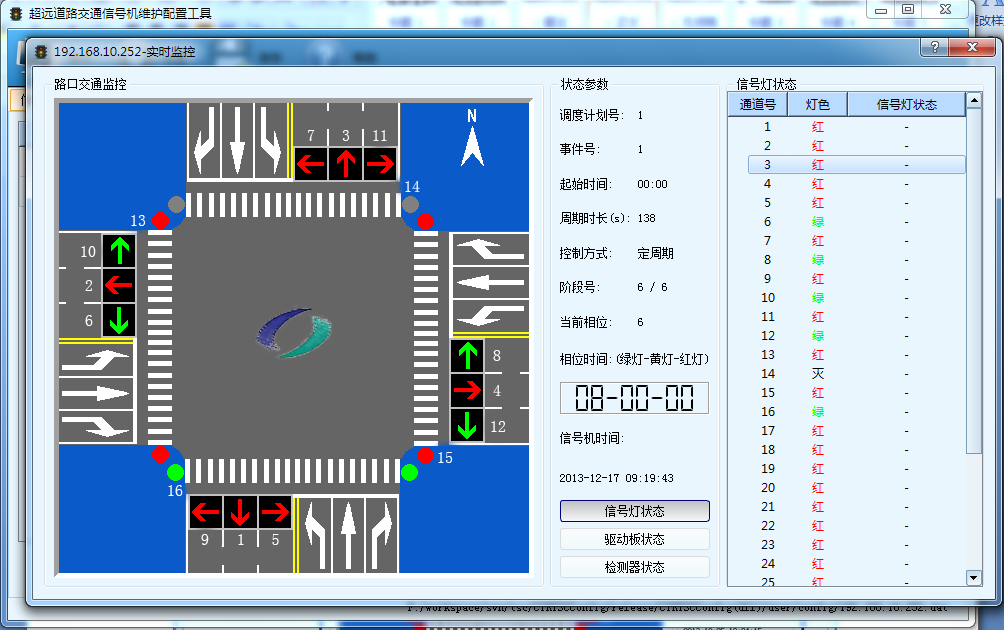 超远道路交通信号机维护配置工具
192.168.10.252-实时监控
路口交通监控
N
7 3 11
14
13
10
2
6
8
4
12
15
16
9 1 5
状态参数
调度计划号: 1
事件号: 1
起始时间: 00:00
周期时长(s): 138
控制方式: 定周期
阶段号: 6 / 6
当前相位: 6
相位时间:(绿灯-黄灯-红灯)
08-00-00
信号机时间:
2013-12-17 09:19:43
信号灯状态
驱动板状态
检测器状态
信号灯状态
通道号 灯色 信号灯状态
1 红 -
2 红 -
3 红 -
4 红 -
5 红 -
6 绿 -
7 红 -
8 绿 -
9 红 -
10 绿 -
11 红 -
12 绿 -
13 红 -
14 灭 -
15 红 -
16 绿 -
17 红 -
18 红 -
19 红 -
20 红 -
21 红 -
22 红 -
23 红 -
24 红 -
25 红 -